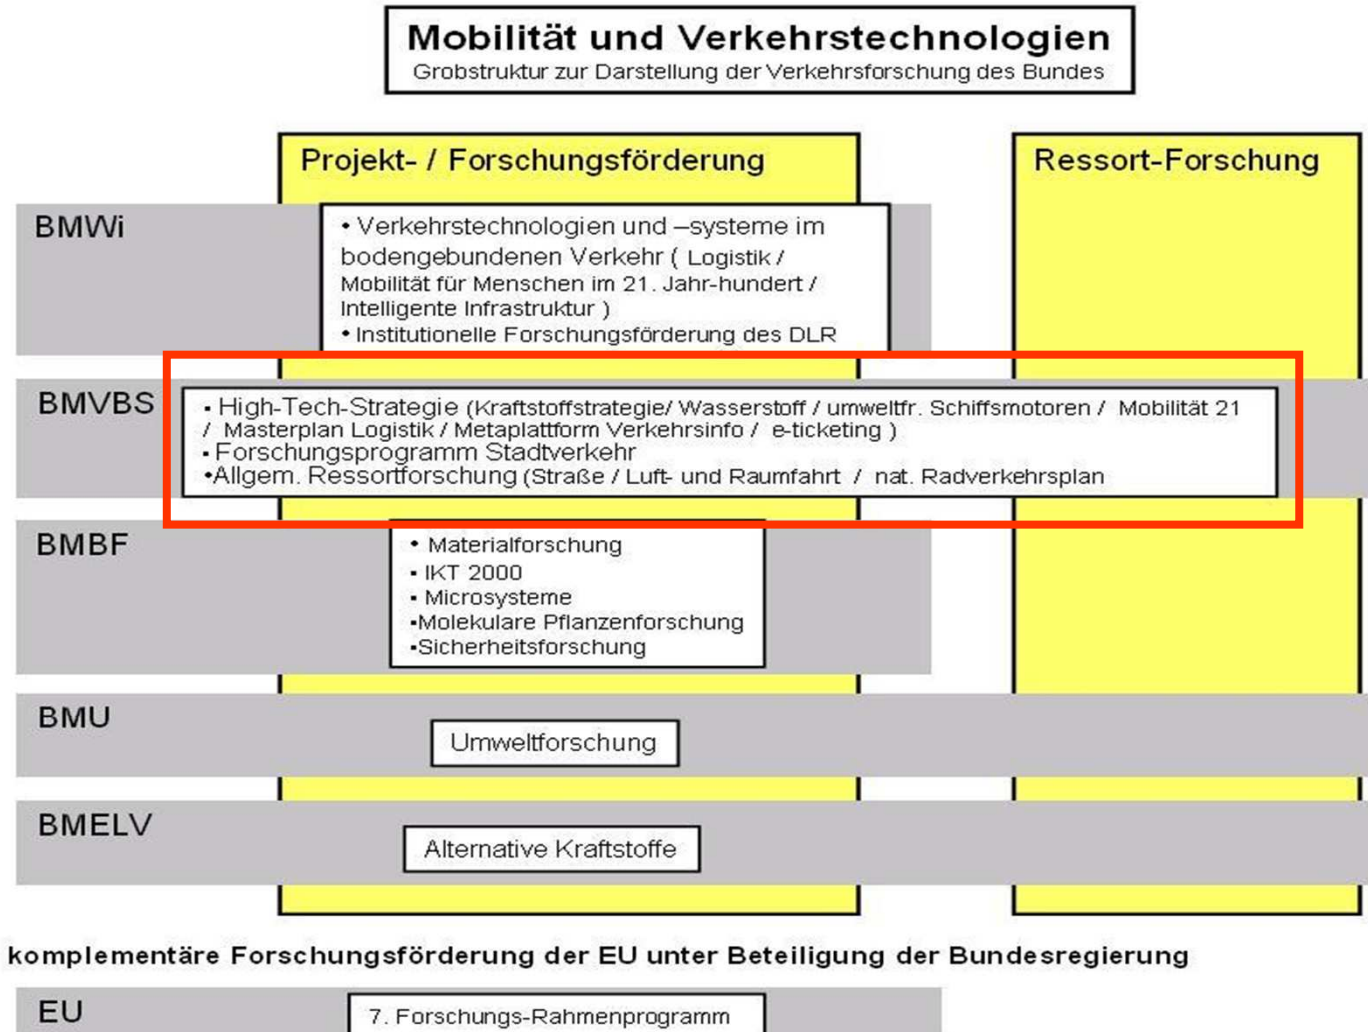 Mobilität und Verkehrstechnologien
Grobstruktur zur Darstellung der Verkehrsforschung des Bundes
Projekt- / Forschungsförderung
Ressort-Forschung
BMWi
• Verkehrstechnologien und –systeme im
bodengebundenen Verkehr ( Logistik /
Mobilität für Menschen im 21. Jahr-hundert /
Intelligente Infrastruktur )
• Institutionelle Forschungsförderung des DLR
BMVBS
▪ High-Tech-Strategie (Kraftstoffstrategie/ Wasserstoff / umweltfr. Schiffsmotoren / Mobilität 21
/ Masterplan Logistik / Metaplattform Verkehrsinfo / e-ticketing )
▪ Forschungsprogramm Stadtverkehr
•Allgem. Ressortforschung (Straße / Luft- und Raumfahrt / nat. Radverkehrsplan
BMBF
• Materialforschung
▪ IKT 2000
▪ Microsysteme
▪Molekulare Pflanzenforschung
▪Sicherheitsforschung
BMU
Umweltforschung
BMELV
Alternative Kraftstoffe
komplementäre Forschungsförderung der EU unter Beteiligung der Bundesregierung
EU
7. Forschungs-Rahmenprogramm